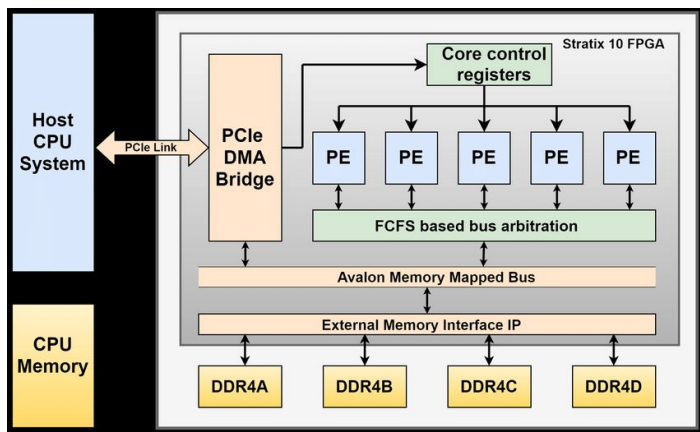 Stratix 10 FPGA
Core control
registers
Host
CPU
System
PCIe Link
PCIe
DMA
Bridge
PE
PE
PE
PE
PE
FCFS based bus arbitration
Avalon Memory Mapped Bus
External Memory Interface IP
CPU
Memory
DDR4A
DDR4B
DDR4C
DDR4D